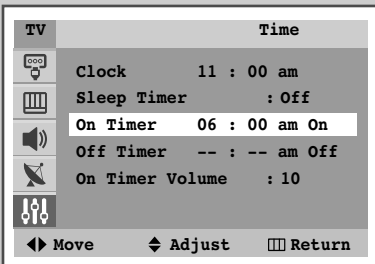 TV Time
Clock 11 : 00 am
Sleep Timer : Off
On Timer 06 : 00 am On
Off Timer -- : -- am Off
On Timer Volume : 10
Move Adjust Return